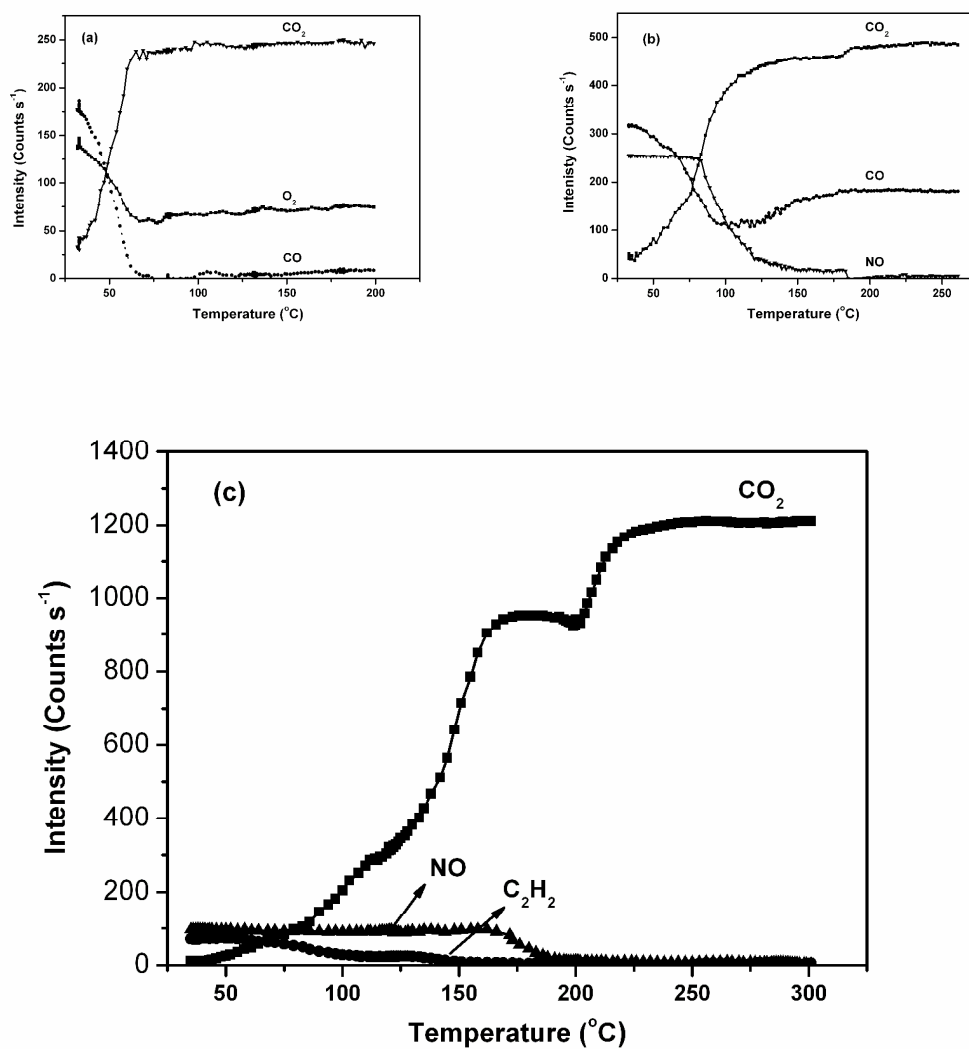 (a)
CO₂
O₂
CO
250
200
150
100
50
0
50
100
150
200
Intensity (Counts s⁻¹)
Temperature (°C)
(b)
CO₂
CO
NO
500
400
300
200
100
0
50
100
150
200
250
Intenisty (Counts s⁻¹)
Temperature (°C)
(c)
CO₂
NO
C₂H₂
1400
1200
1000
800
600
400
200
0
50
100
150
200
250
300
Intensity (Counts s⁻¹)
Temperature (°C)